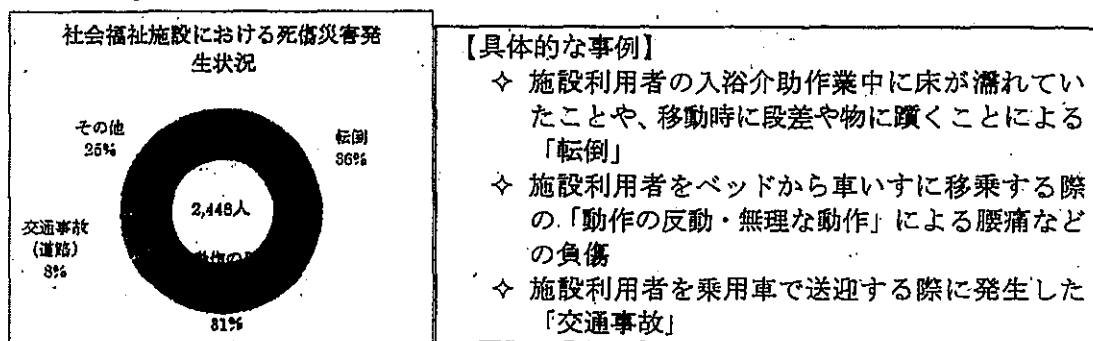 社会福祉施設における死傷災害発
生状況
その他
25%
転倒
36%
2,448人
交通事故
(道路)
8%
31%
【具体的な事例】
✧ 施設利用者の入浴介助作業中に床が濡れてい
たことや、移動時に段差や物に躓くことによる
「転倒」
✧ 施設利用者をベッドから車いすに移乗する際
の「動作の反動・無理な動作」による腰痛など
の負傷
✧ 施設利用者を乗用車で送迎する際に発生した
「交通事故」